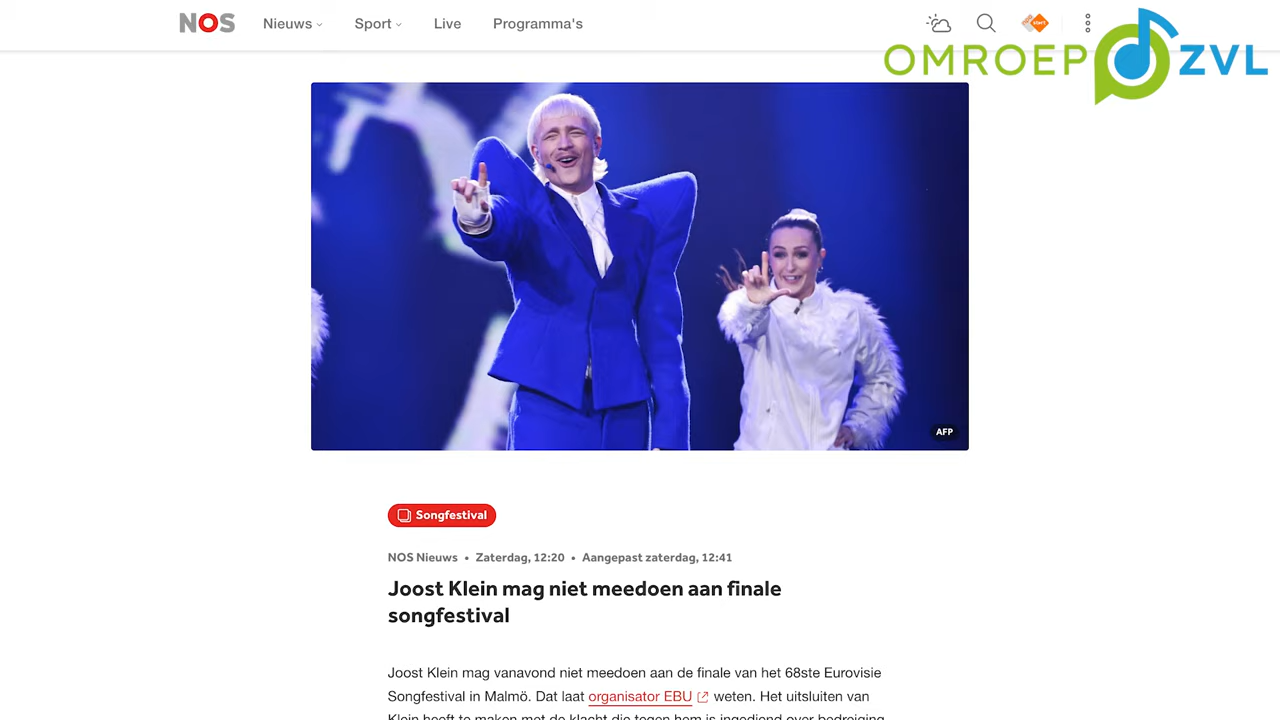 NOS Nieuws Sport Live Programma's
OMROEP ZVL
AFP
Songfestival
NOS Nieuws • Zaterdag, 12:20 • Aangepast zaterdag, 12:41
Joost Klein mag niet meedoen aan finale
songfestival
Joost Klein mag vanavond niet meedoen aan de finale van het 68ste Eurovisie
Songfestival in Malmö. Dat laat organisator EBU weten. Het uitsluiten van
Klein heeft te maken met de klacht die tegen hem is ingediend over bedreiging